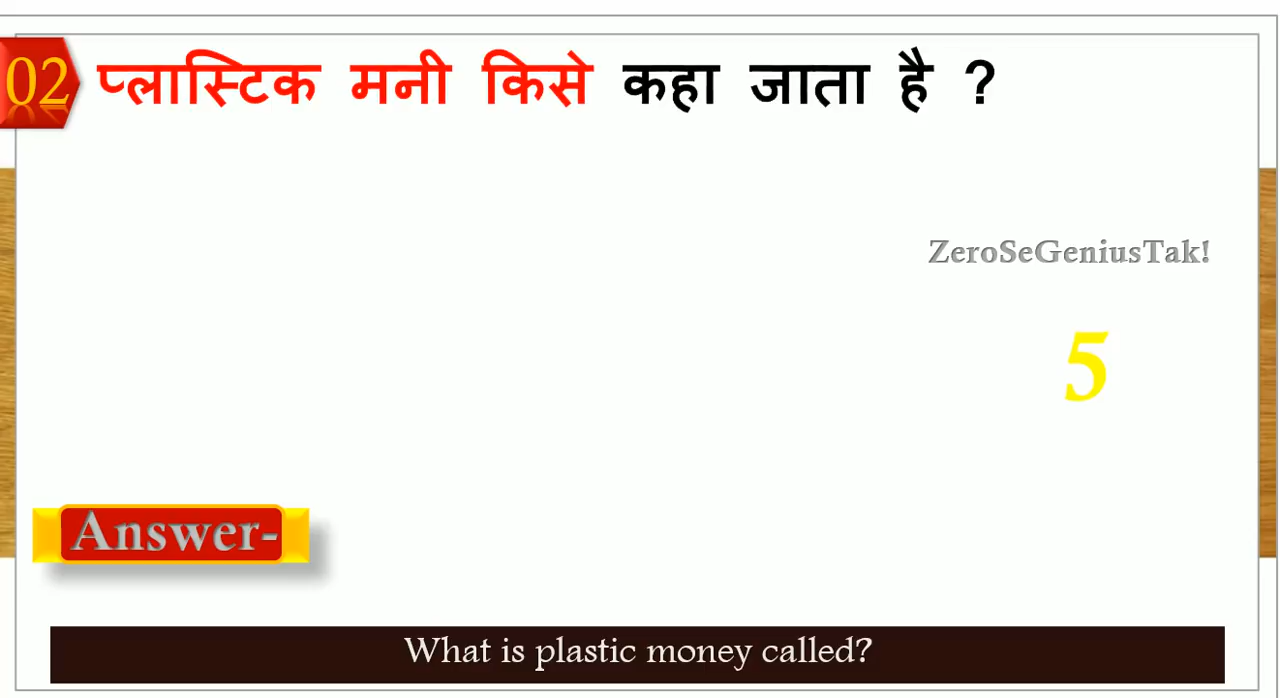 02 प्लास्टिक मनी किसे कहा जाता है ?
ZeroSeGeniusTak!
5
Answer-
What is plastic money called?